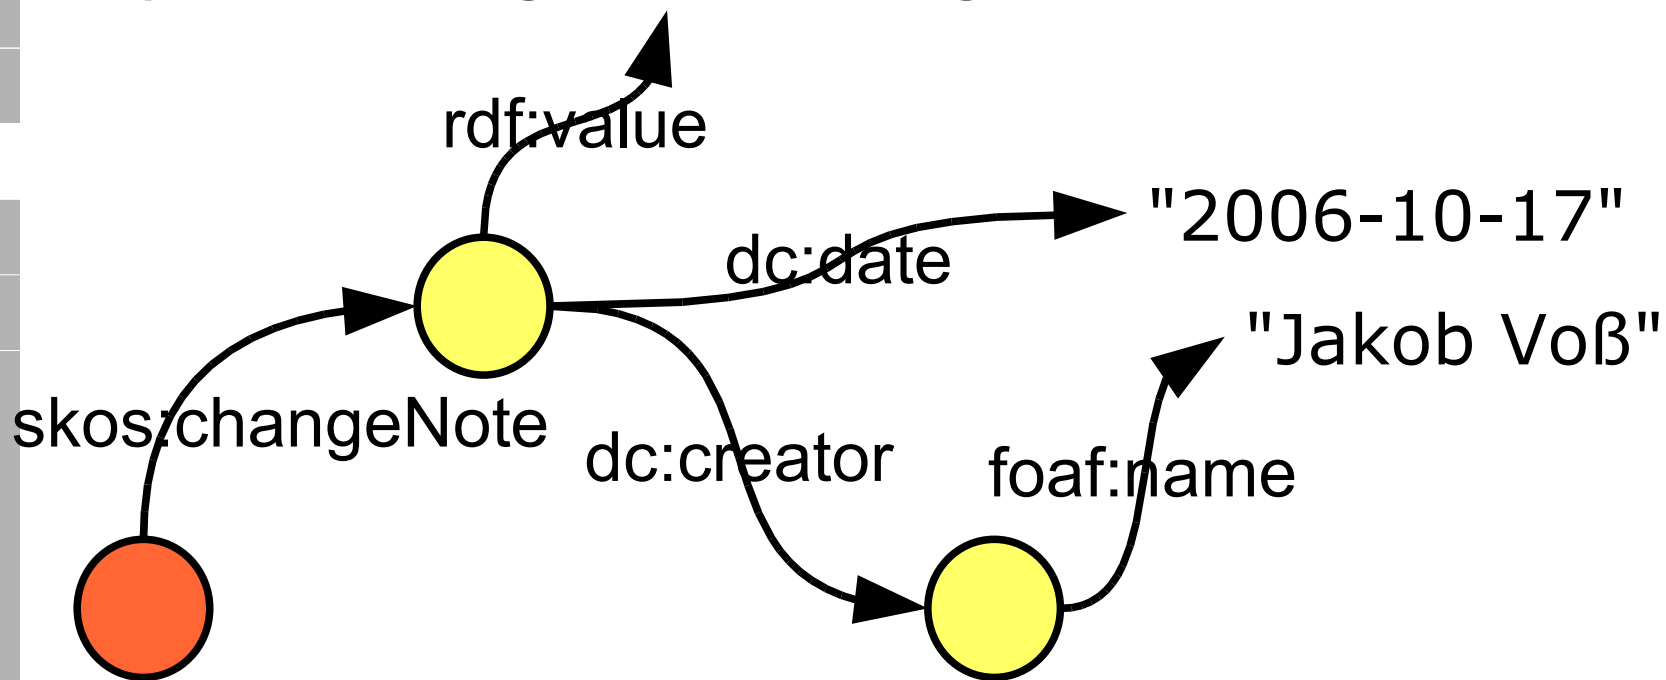 rdf:value
"2006-10-17"
dc:date
"Jakob Voß"
skos:changeNote
dc:creator
foaf:name